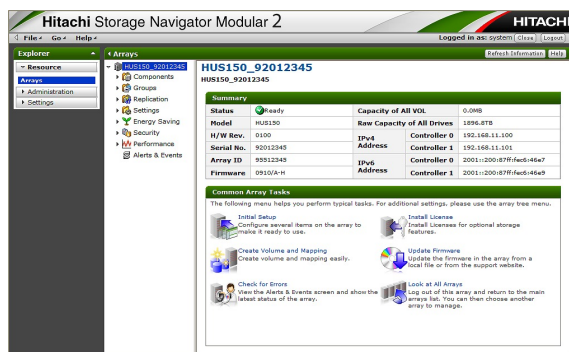 Hitachi Storage Navigator Modular 2
HITACHI
File Go Help
Logged in as: system Close Logout
Explorer
Arrays
Refresh Information Help
Resource
Arrays
Administration
Settings
HUS150_92012345
Components
Groups
Replication
Settings
Energy Saving
Security
Performance
Alerts & Events
HUS150_92012345
HUS150_92012345
Summary
Status Ready Capacity of All VOL 0.0MB
Model HUS150 Raw Capacity of All Drives 1896.8TB
H/W Rev. 0100 IPv4 Address Controller 0 192.168.11.100
Serial No. 92012345 Controller 1 192.168.11.101
Array ID 93512345 IPv6 Address Controller 0 2001::200:87ff:fec6:46e7
Firmware 0910/A-H Controller 1 2001::200:87ff:fec6:46e9
Common Array Tasks
The following menu helps you perform typical tasks. For additional settings, please use the array tree menu.
Initial Setup
Configure several items on the array to
make it ready to use.
Install License
Install Licenses for optional storage
features.
Create Volume and Mapping
Create volume and mapping easily.
Update Firmware
Update the firmware in the array from a
local file or from the support website.
Check for Errors
View the Alerts & Events screen and show the
latest status of the array.
Look at All Arrays
Log out of this array and return to the main
arrays list. You can then choose another
array to manage.